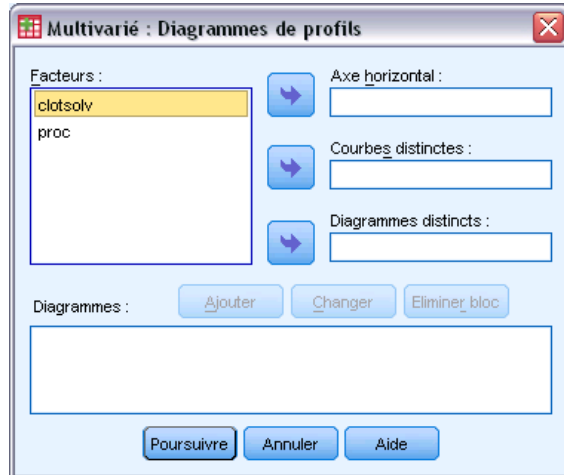 Multivarié : Diagrammes de profils
Facteurs :
clotsolv
proc
Axe horizontal :
Courbes distinctes :
Diagrammes distincts :
Diagrammes :
Ajouter
Changer
Eliminer bloc
Poursuivre
Annuler
Aide